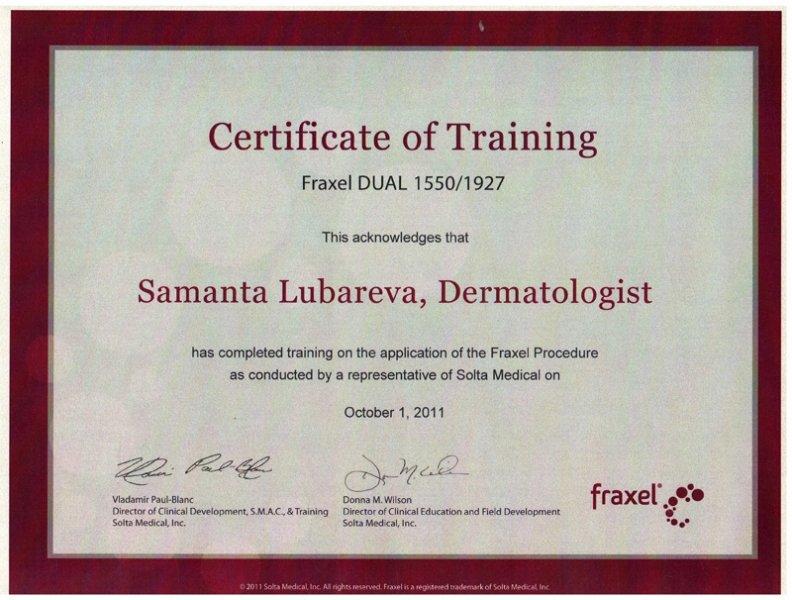 Certificate of Training
Fraxel DUAL 1550/1927
This acknowledges that
Samanta Lubareva, Dermatologist
has completed training on the application of the Fraxel Procedure
as conducted by a representative of Solta Medical on
October 1, 2011
Vladamir Paul-Blanc
Director of Clinical Development, S.M.A.C., & Training
Solta Medical, Inc.
Donna M. Wilson
Director of Clinical Education and Field Development
Solta Medical, Inc.
fraxel®
© 2011 Solta Medical, Inc. All rights reserved. Fraxel is a registered trademark of Solta Medical, Inc.